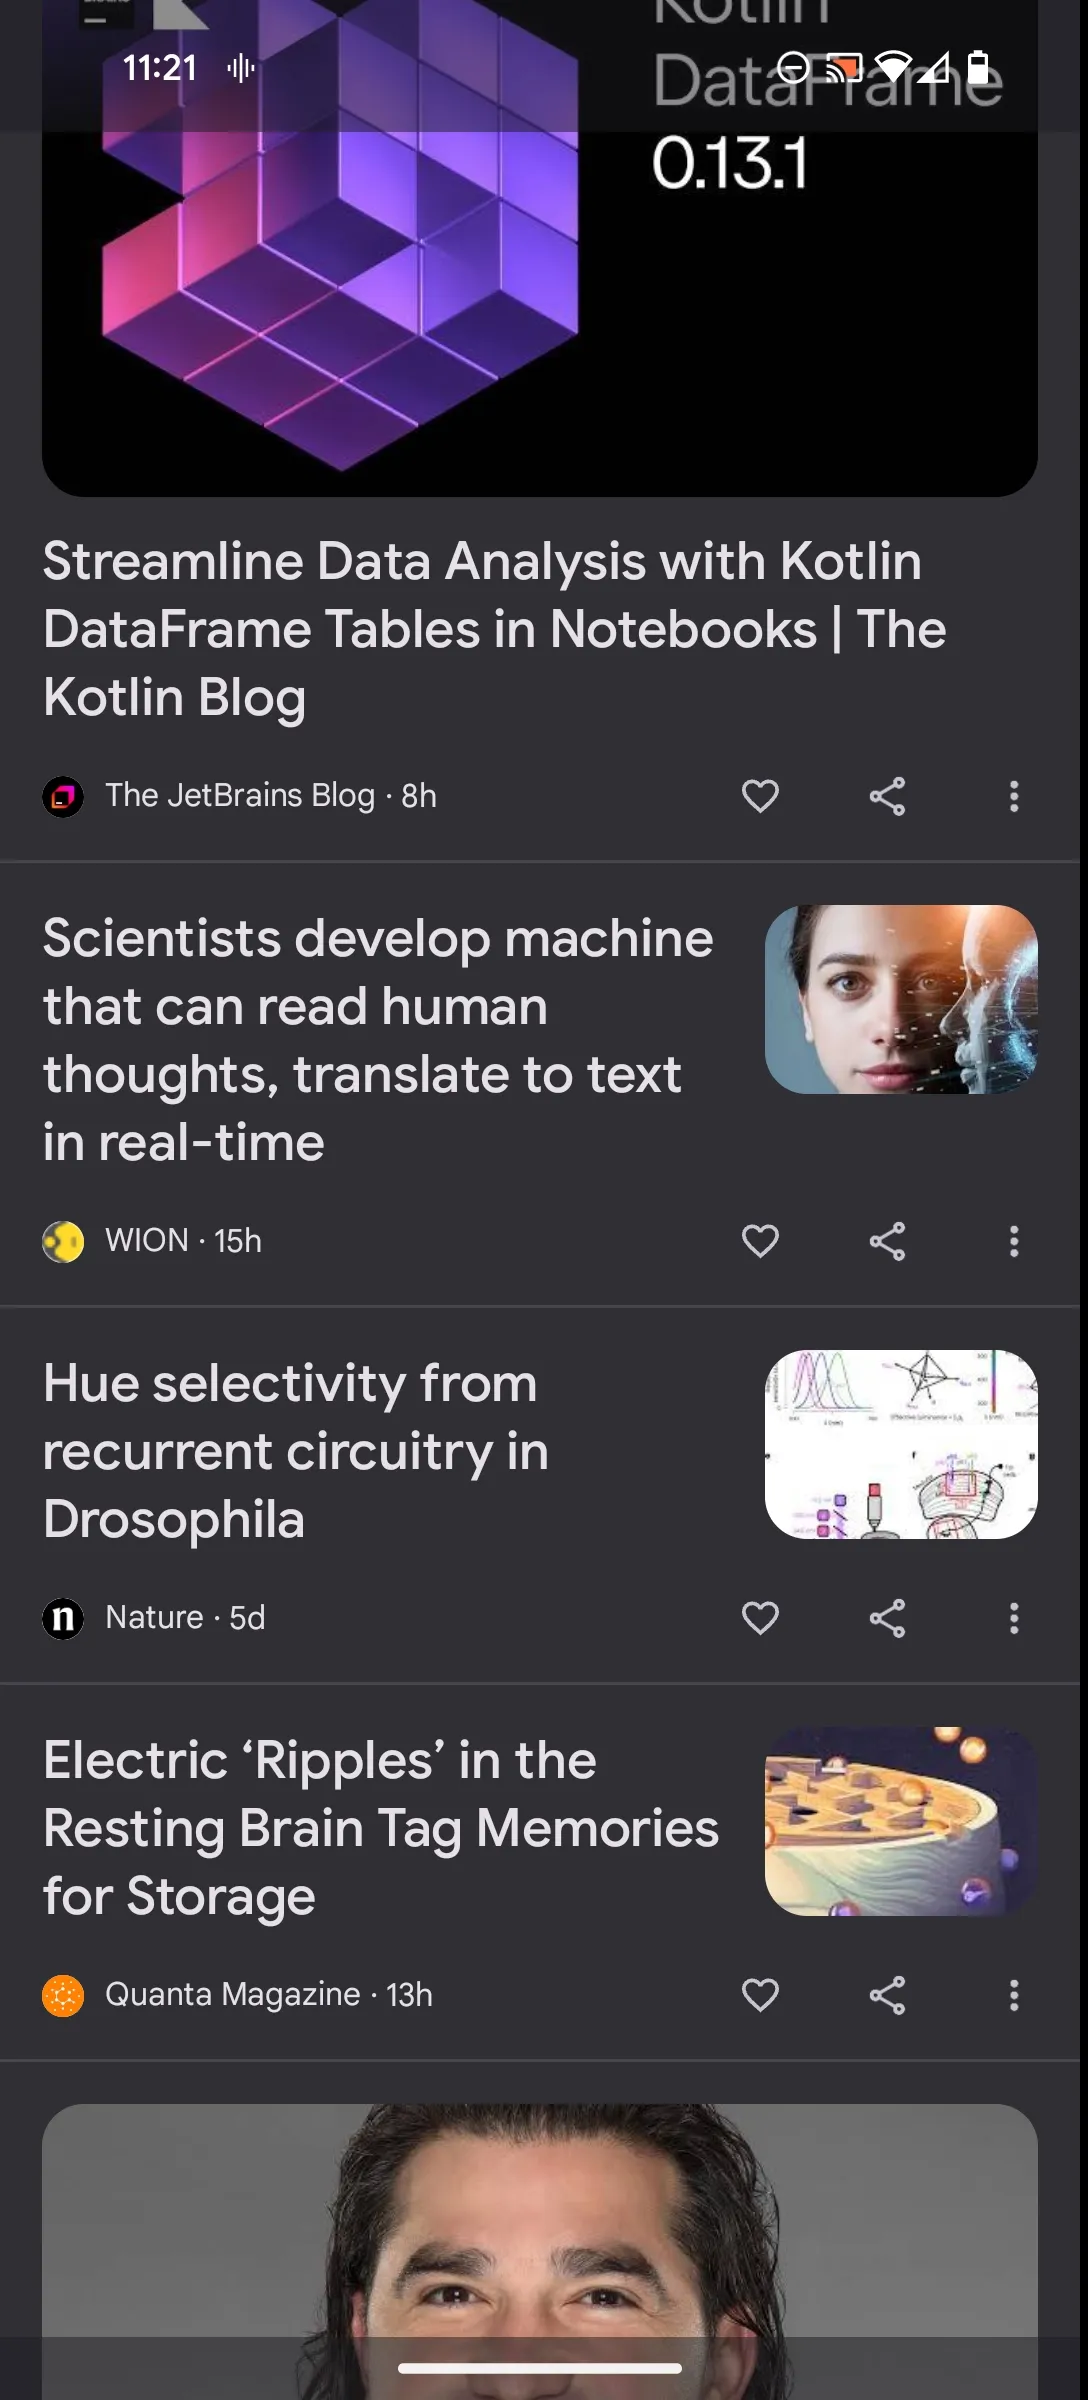 Kotlin
11:21
DataFrame
0.13.1
Streamline Data Analysis with Kotlin
DataFrame Tables in Notebooks | The
Kotlin Blog
The JetBrains Blog · 8h
Scientists develop machine
that can read human
thoughts, translate to text
in real-time
WION · 15h
Hue selectivity from
recurrent circuitry in
Drosophila
n Nature · 5d
Electric ‘Ripples’ in the
Resting Brain Tag Memories
for Storage
Quanta Magazine · 13h